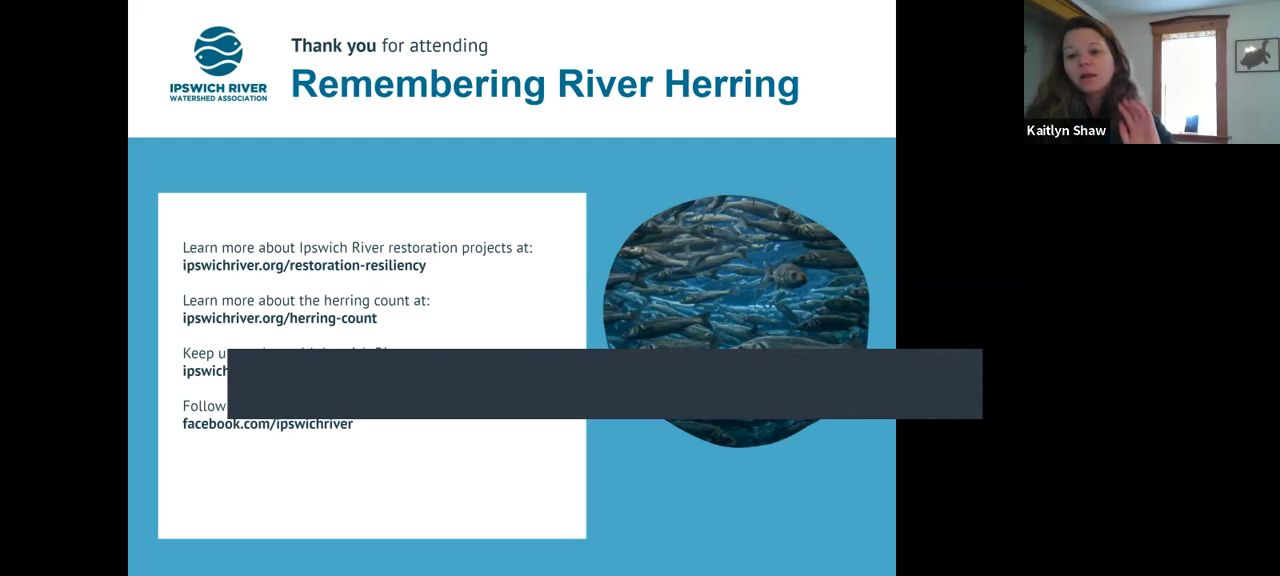 IPSWICH RIVER
WATERSHED ASSOCIATION
Thank you for attending
Remembering River Herring
Kaitlyn Shaw
Learn more about Ipswich River restoration projects at:
ipswichriver.org/restoration-resiliency
Learn more about the herring count at:
ipswichriver.org/herring-count
Keep
Follow
facebook.com/ipswichriver